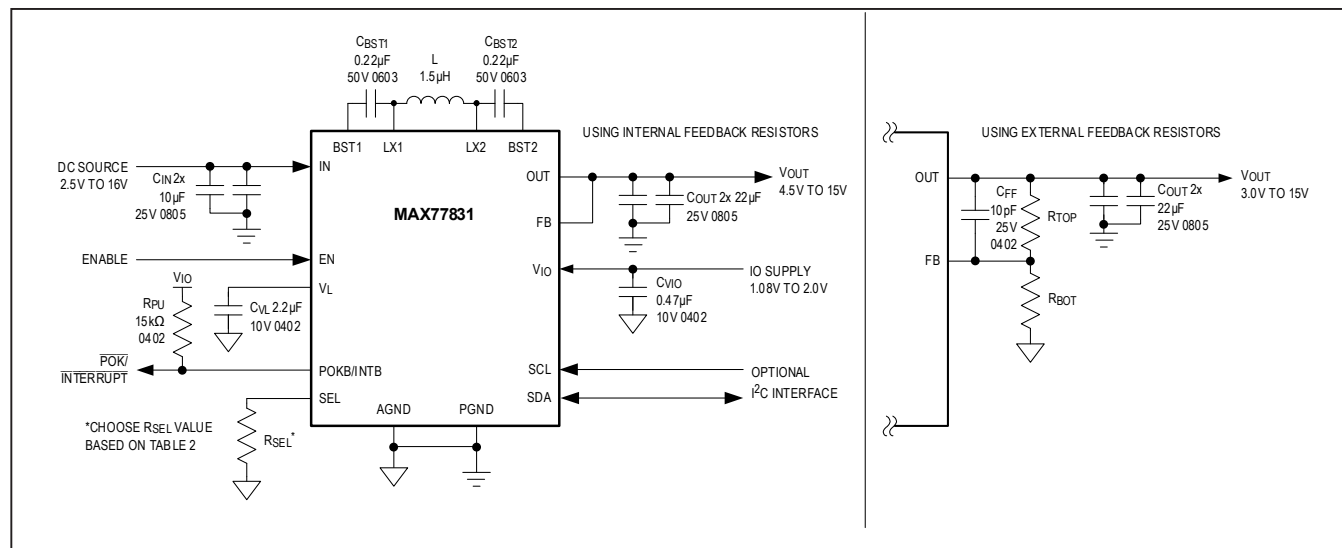 CBST1
0.22µF
50V 0603
L
1.5µH
CBST2
0.22µF
50V 0603
BST1
LX1
LX2
BST2
USING INTERNAL FEEDBACK RESISTORS
DC SOURCE
2.5V TO 16V
CIN 2x
10µF
25V 0805
IN
MAX77831
OUT
FB
COUT 2x 22µF
25V 0805
VOUT
4.5V TO 15V
ENABLE
EN
VL
CVL 2.2µF
10V 0402
VIO
RPU
15kΩ
0402
POK/
INTERRUPT
POKB/INTB
SEL
*CHOOSE RSEL VALUE
BASED ON TABLE 2
RSEL*
AGND
PGND
VIO
CVIO
0.47µF
10V 0402
IO SUPPLY
1.08V TO 2.0V
SCL
SDA
OPTIONAL
I²C INTERFACE
USING EXTERNAL FEEDBACK RESISTORS
OUT
FB
CFF
10pF
25V
0402
RTOP
RBOT
COUT 2x
22µF
25V 0805
VOUT
3.0V TO 15V